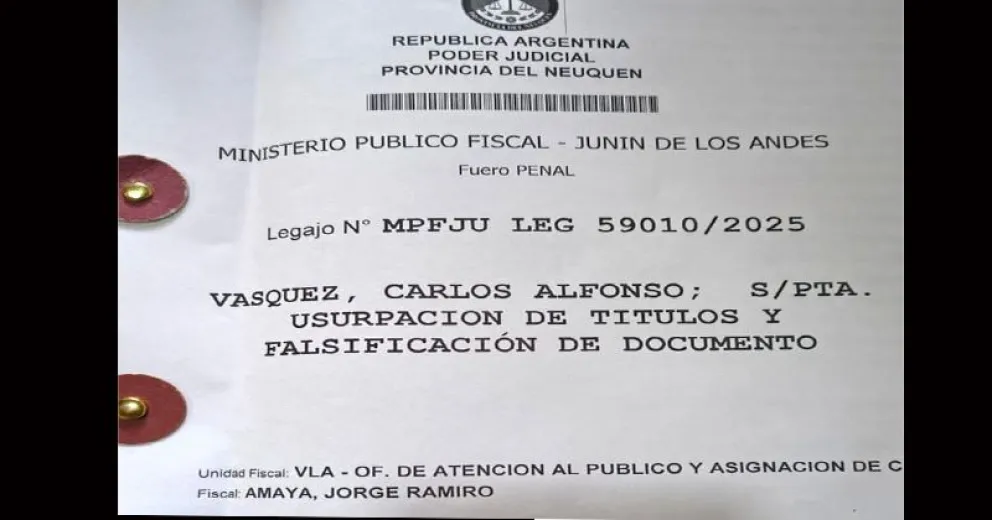 REPUBLICA ARGENTINA
PODER JUDICIAL
PROVINCIA DEL NEUQUEN
MINISTERIO PUBLICO FISCAL - JUNIN DE LOS ANDES
Fuero PENAL
Legajo N° MPFJU LEG 59010/2025
VASQUEZ, CARLOS ALFONSO; S/PTA.
USURPACION DE TITULOS Y
FALSIFICACIÓN DE DOCUMENTO
Unidad Fiscal: VLA - OF. DE ATENCION AL PUBLICO Y ASIGNACION DE C
Fiscal: AMAYA, JORGE RAMIRO